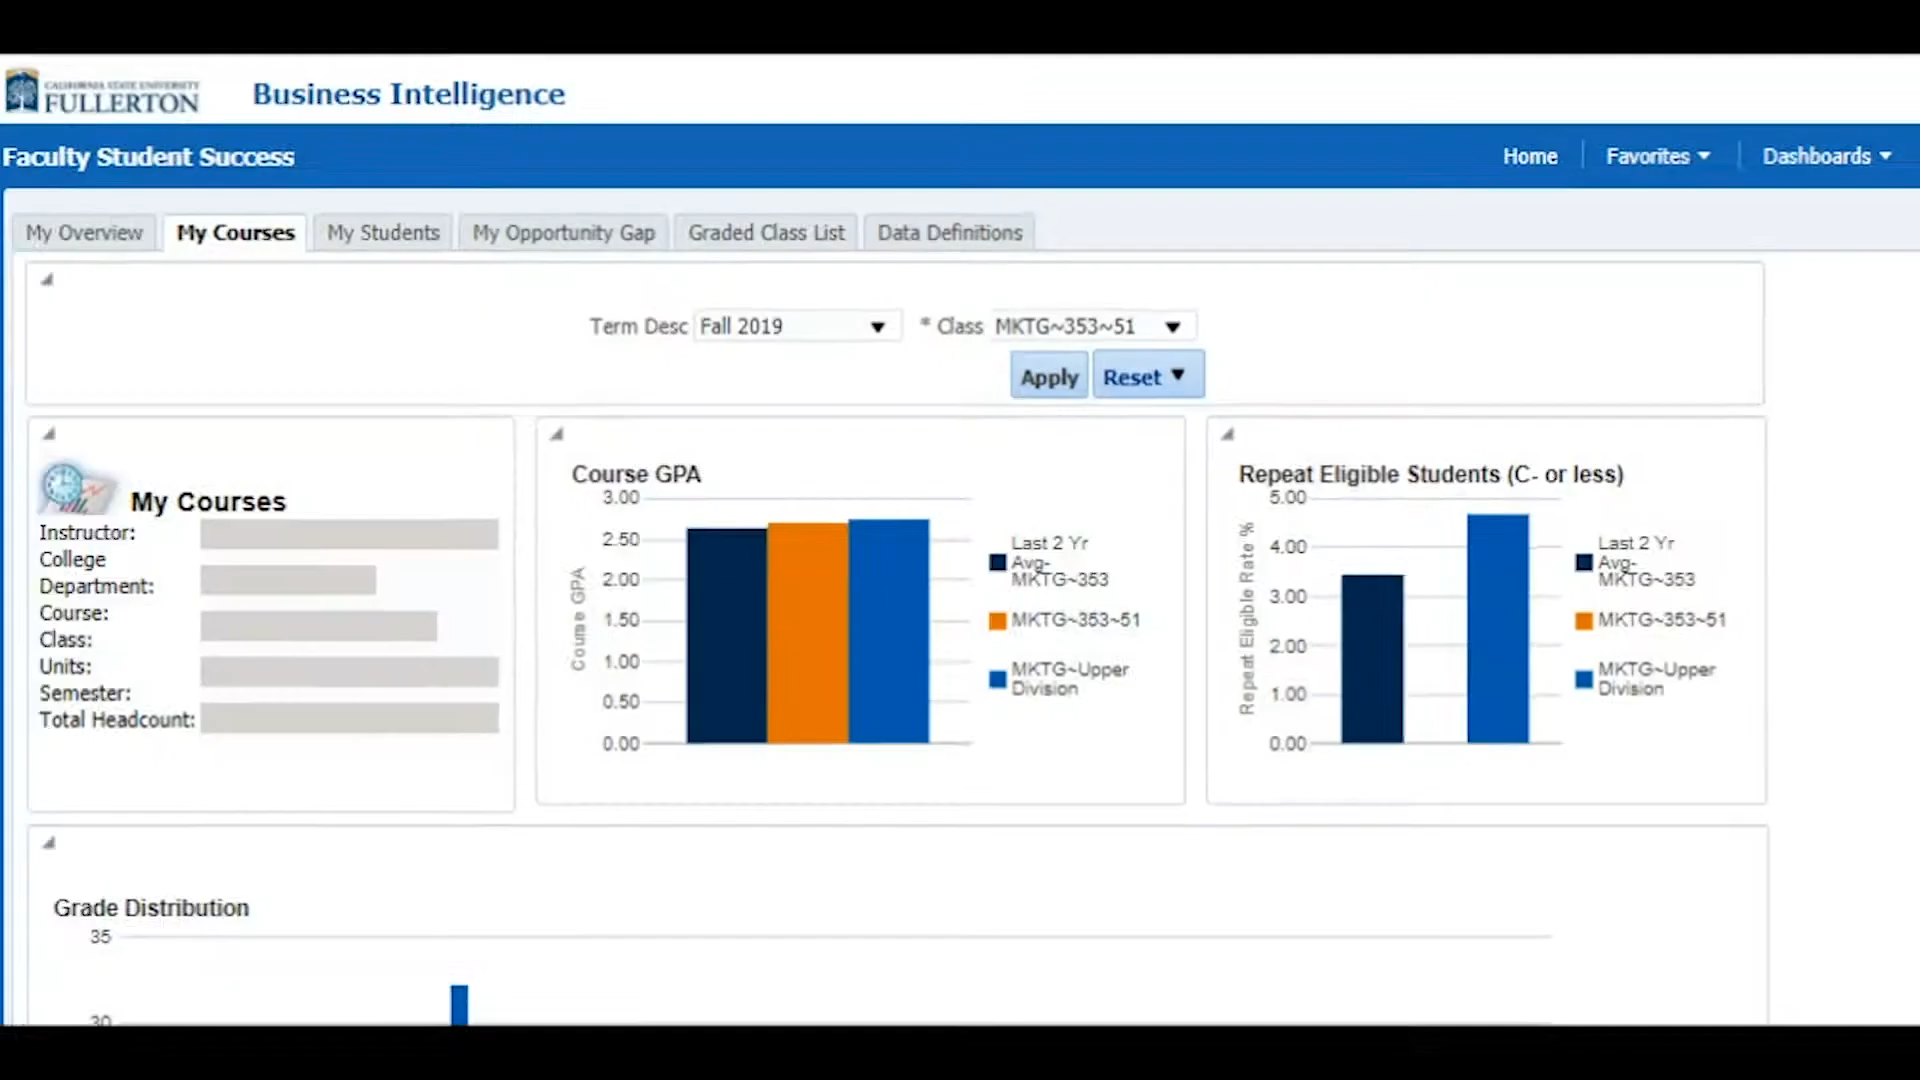 CALIFORNIA STATE UNIVERSITY
FULLERTON
Business Intelligence
Faculty Student Success
Home
Favorites
Dashboards
My Overview
My Courses
My Students
My Opportunity Gap
Graded Class List
Data Definitions
Term Desc Fall 2019
* Class MKTG~353~51
Apply
Reset
My Courses
Instructor:
College
Department:
Course:
Class:
Units:
Semester:
Total Headcount:
Course GPA
3.00
2.50
2.00
1.50
1.00
0.50
0.00
Course GPA
Last 2 Yr
Avg-
MKTG~353
MKTG~353~51
MKTG~Upper
Division
Repeat Eligible Students (C- or less)
5.00
4.00
3.00
2.00
1.00
0.00
Repeat Eligible Rate %
Last 2 Yr
Avg-
MKTG~353
MKTG~353~51
MKTG~Upper
Division
Grade Distribution
35
30